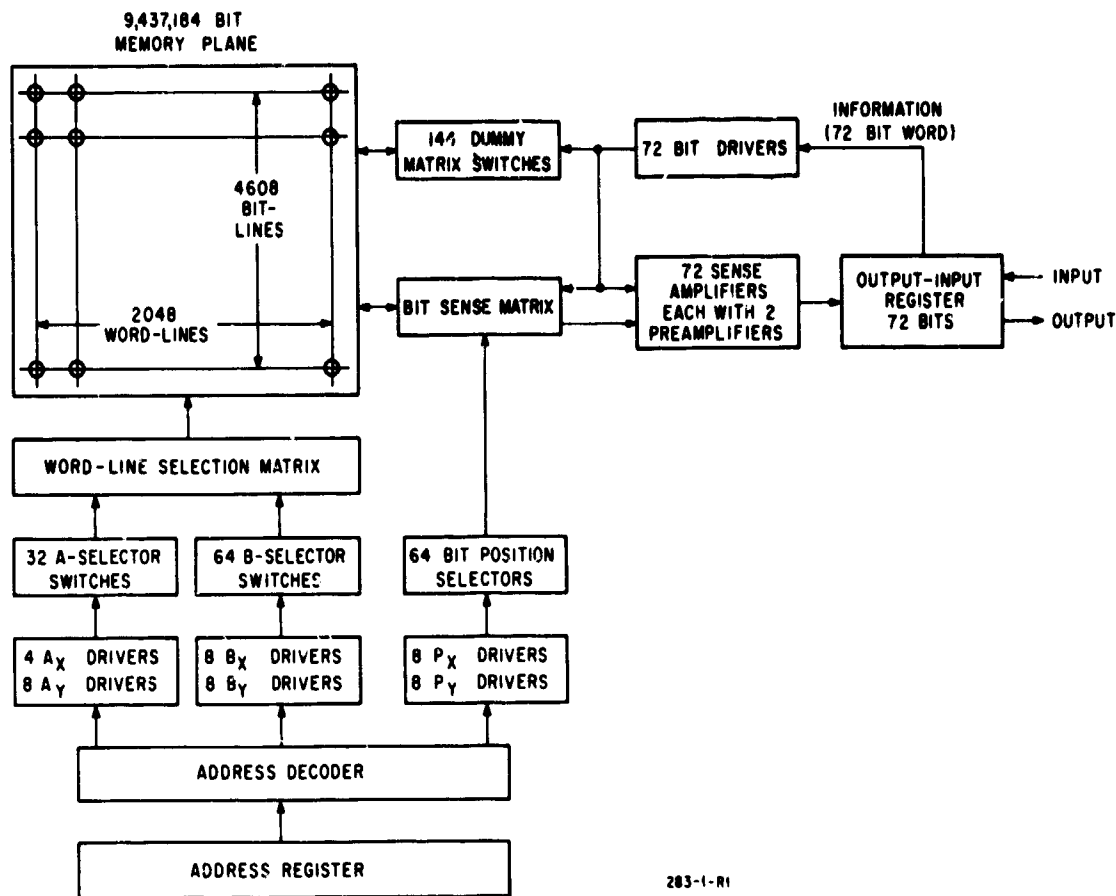 9,437,184 BIT
MEMORY PLANE
4608
BIT-
LINES
2048
WORD-LINES
DUMMY
MATRIX SWITCHES
72 BIT DRIVERS
INFORMATION
(72 BIT WORD)
BIT SENSE MATRIX
72 SENSE
AMPLIFIERS
EACH WITH 2
PREAMPLIFIERS
OUTPUT-INPUT
REGISTER
72 BITS
INPUT
OUTPUT
WORD-LINE SELECTION MATRIX
32 A-SELECTOR
SWITCHES
64 B-SELECTOR
SWITCHES
64 BIT POSITION
SELECTORS
4 AX DRIVERS
8 AY DRIVERS
8 BX DRIVERS
8 BY DRIVERS
8 PX DRIVERS
8 PY DRIVERS
ADDRESS DECODER
ADDRESS REGISTER
283-1-R1